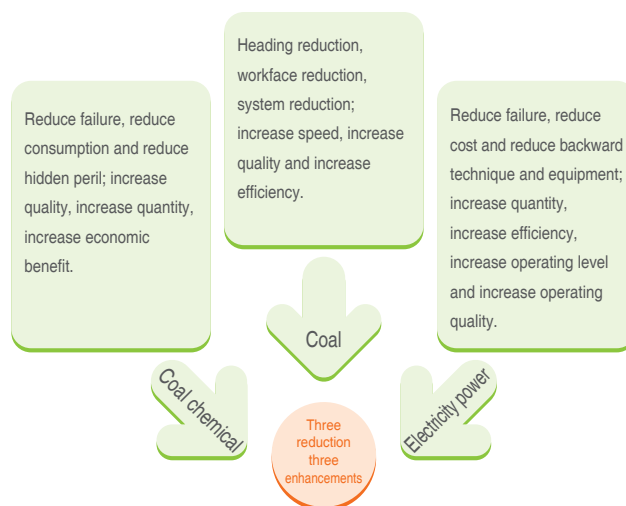 Reduce failure, reduce
consumption and reduce
hidden peril; increase
quality, increase quantity,
increase economic
benefit.
Heading reduction,
workface reduction,
system reduction;
increase speed, increase
quality and increase
efficiency.
Reduce failure, reduce
cost and reduce backward
technique and equipment;
increase quantity,
increase efficiency,
increase operating level
and increase operating
quality.
Coal chemical
Coal
Electricity power
Three
reduction
three
enhancements